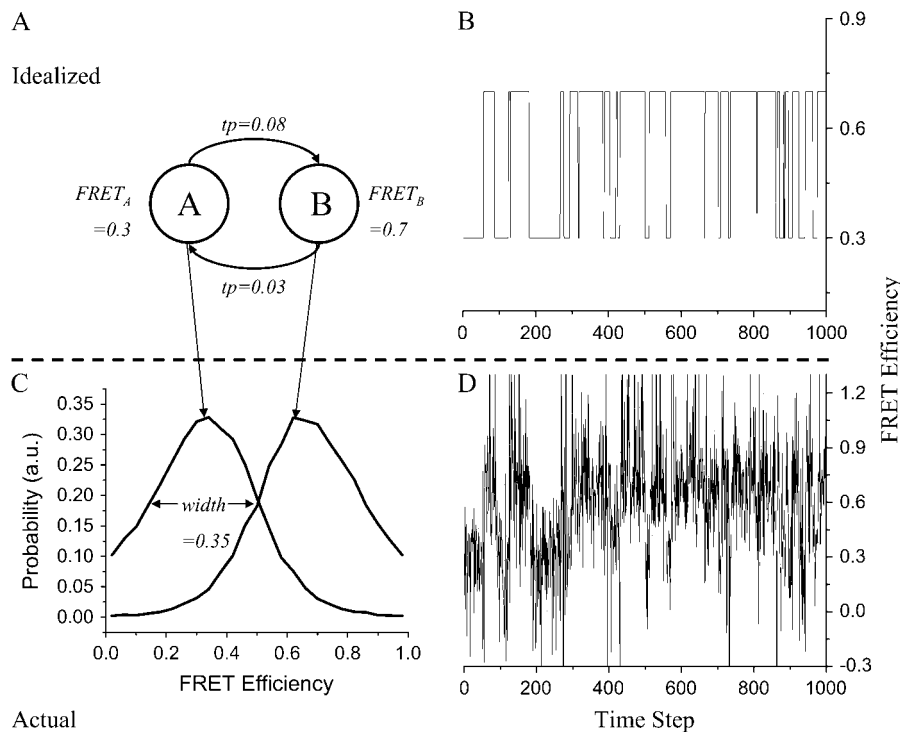 A
Idealized
tp=0.08
FRET_A
=0.3
A
B
FRET_B
=0.7
tp=0.03
B
0.9
0.6
0.3
0 200 400 600 800 1000
FRET Efficiency
C
Probability (a.u.)
0.35
0.30
0.25
0.20
0.15
0.10
0.05
0.00
width
=0.35
0.0 0.2 0.4 0.6 0.8 1.0
FRET Efficiency
D
1.2
0.9
0.6
0.3
0.0
-0.3
0 200 400 600 800 1000
Time Step
Actual